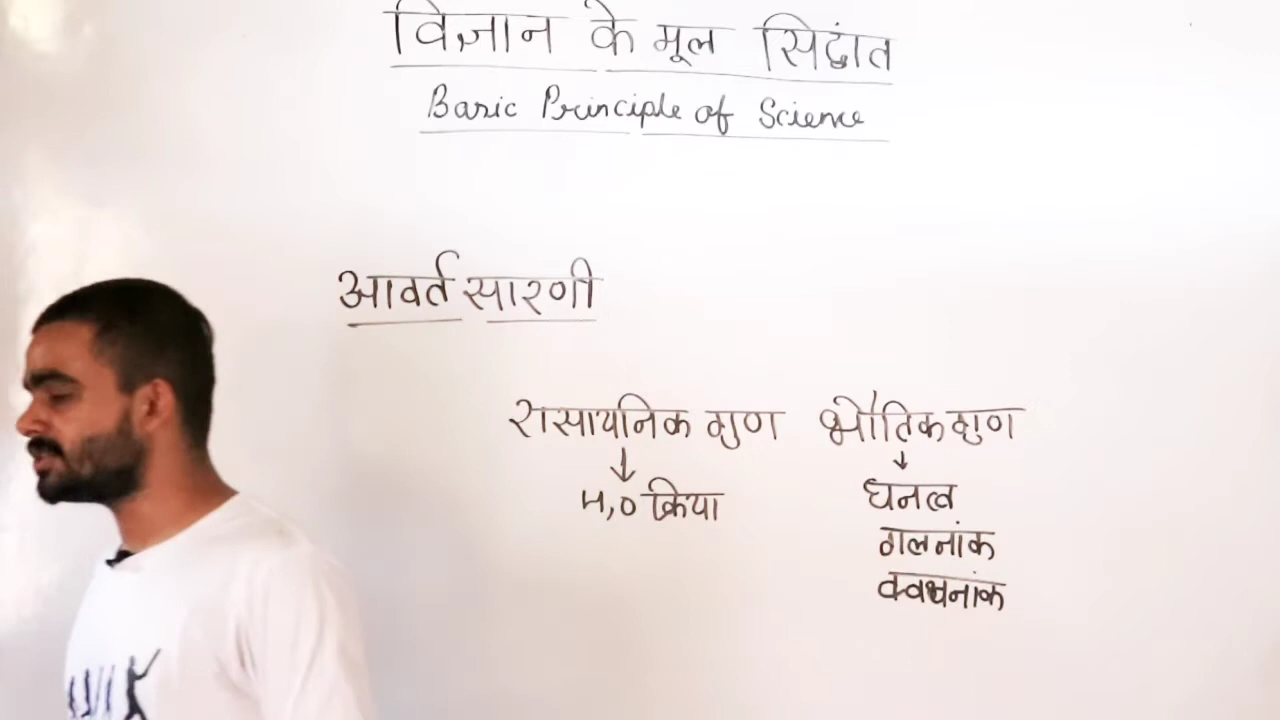 विज्ञान के मूल सिद्धांत
Basic Principle of Science
आवर्त सारणी
रासायनिक गुण भौतिक गुण
↓ ↓
H,O क्रिया घनत्व
गलनांक
क्वथनांक